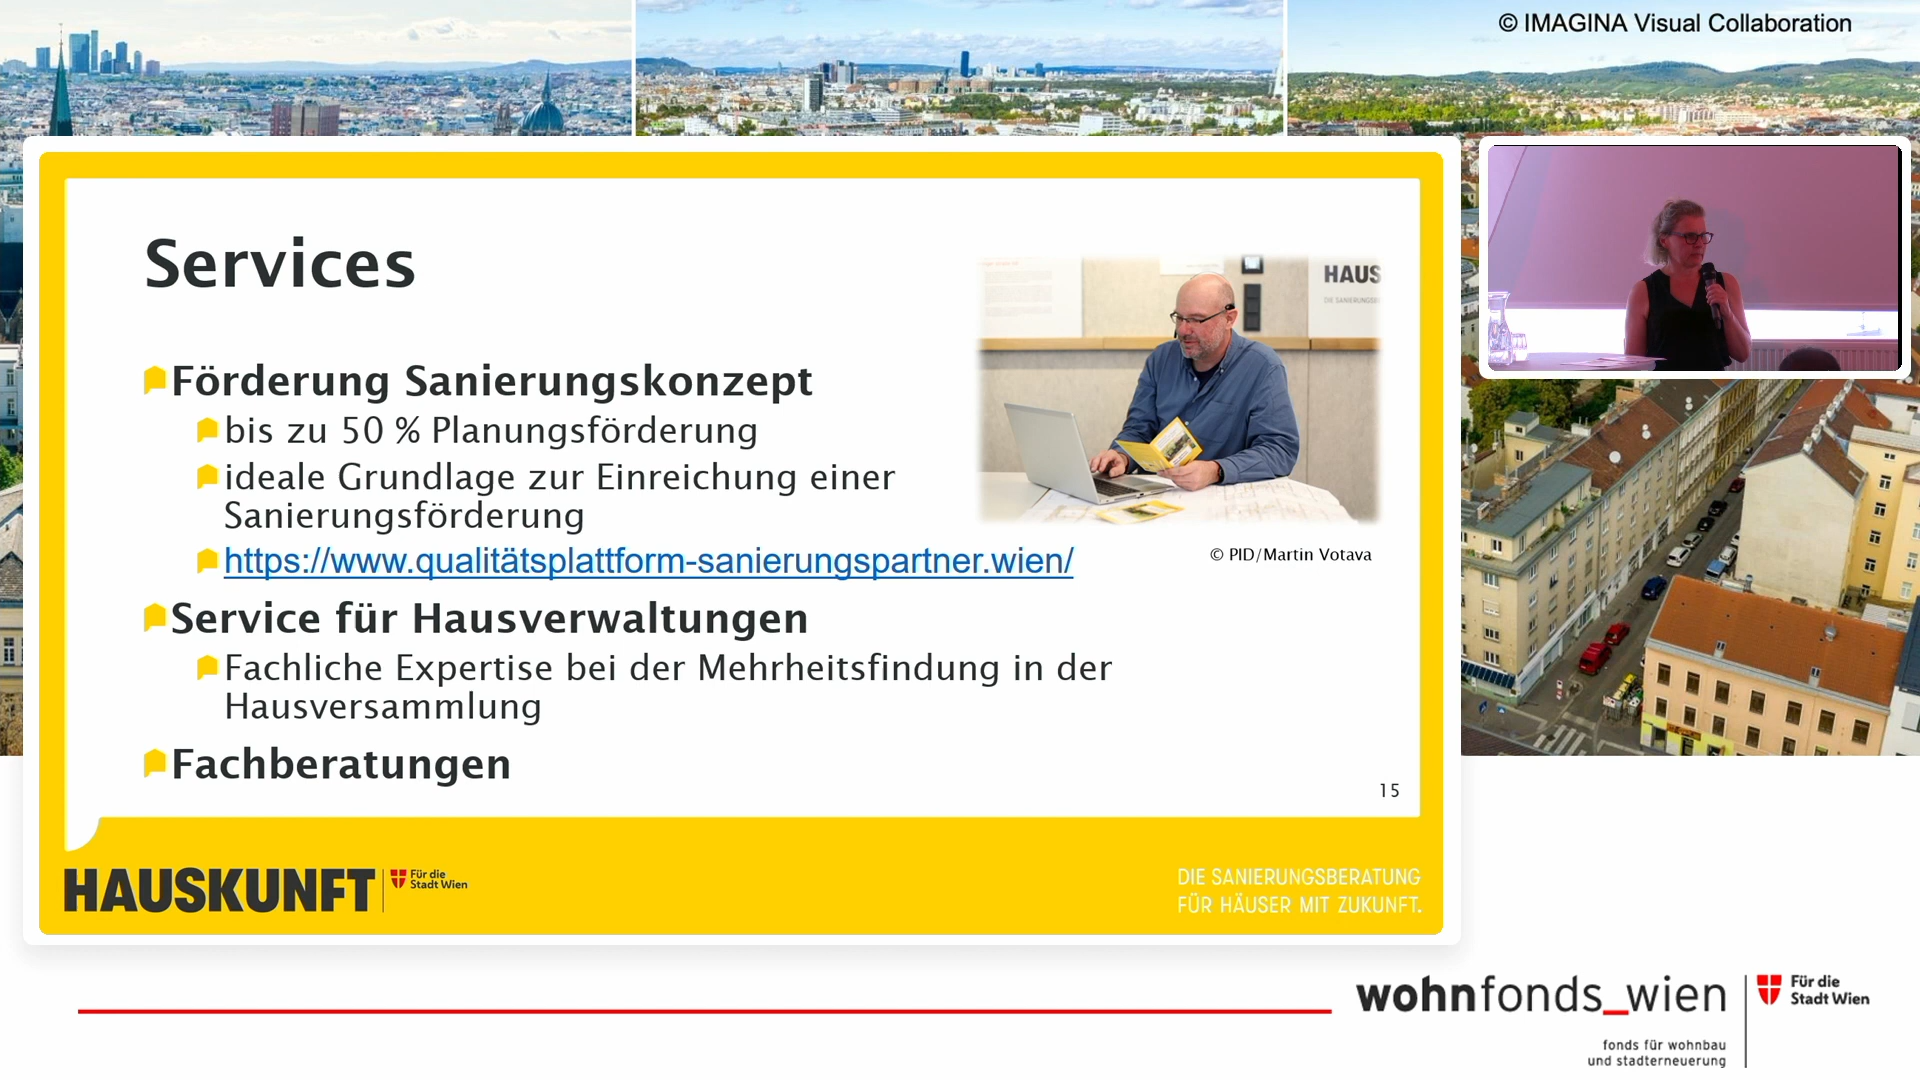 © IMAGINA Visual Collaboration
Services
HAUS
Förderung Sanierungskonzept
bis zu 50 % Planungsförderung
ideale Grundlage zur Einreichung einer
Sanierungsförderung
https://www.qualitätsplattform-sanierungspartner.wien/
© PID/Martin Votava
Service für Hausverwaltungen
Fachliche Expertise bei der Mehrheitsfindung in der
Hausversammlung
Fachberatungen
15
HAUSKUNFT
Für die
Stadt Wien
DIE SANIERUNGSBERATUNG
FÜR HÄUSER MIT ZUKUNFT.
wohnfonds_wien
fonds für wohnbau
und stadterneuerung
Für die
Stadt Wien